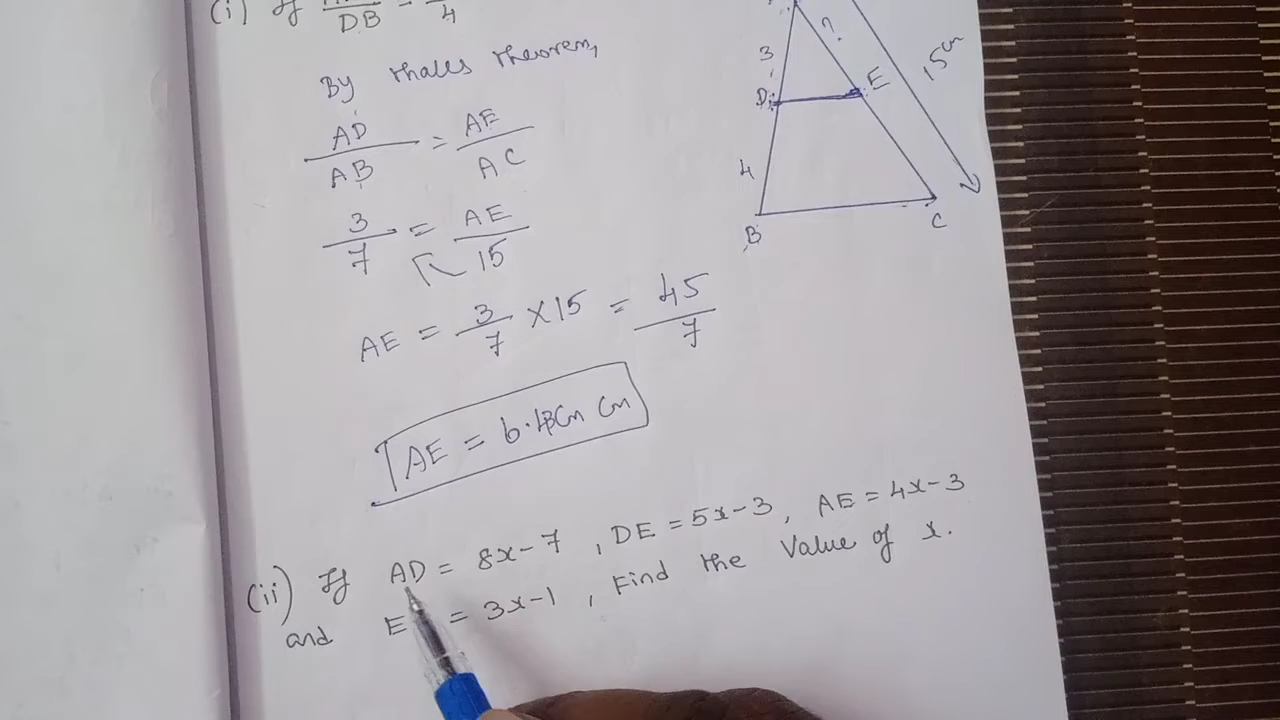 (i) If
DB = 4
By thales theorem,
AD/AB = AE/AC
3/7 = AE/15
AE = 3/7 X 15 = 45/7
AE = 6.43cm cm
(ii) If AD = 8x-7, DE = 5x-3, AE = 4x-3
and E = 3x-1, Find the Value of x.
3
?
15cm
D
E
4
B
C